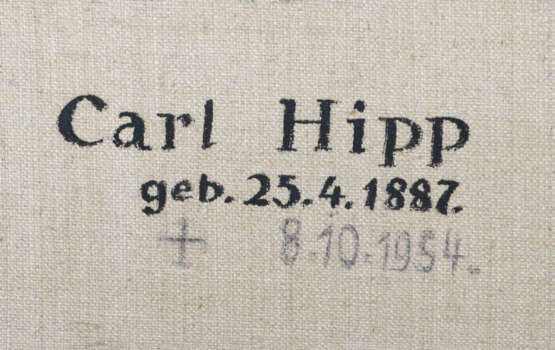 Carl Hipp
geb. 25.4.1887.
+ 8.10.1954.